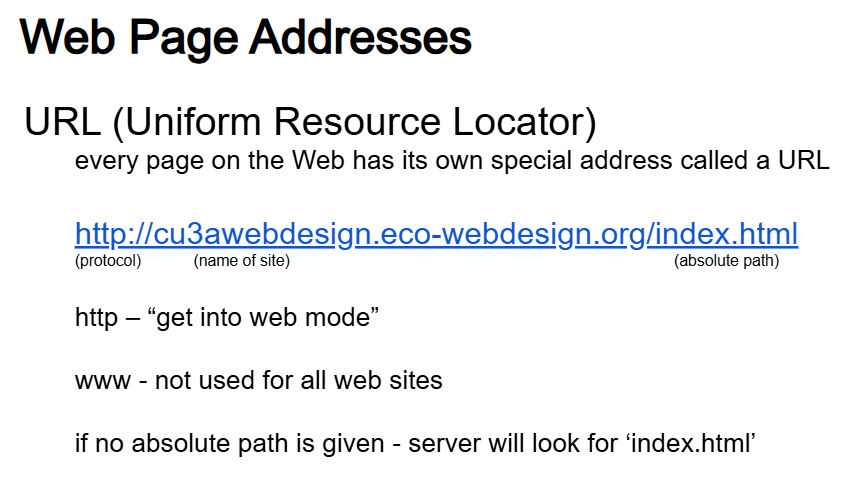 Web Page Addresses
URL (Uniform Resource Locator)
every page on the Web has its own special address called a URL
http://cu3awebdesign.eco-webdesign.org/index.html
(protocol) (name of site) (absolute path)
http – “get into web mode”
www - not used for all web sites
if no absolute path is given - server will look for ‘index.html’